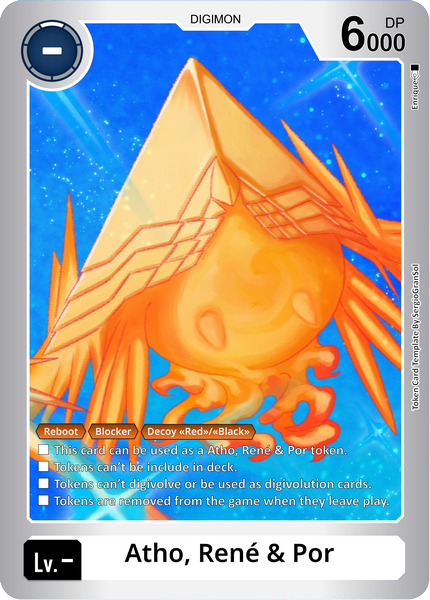 DIGIMON
-
6000
DP
Enrique
Token Card Template By SergioGranSol
Reboot Blocker Decoy «Red»/«Black»
This card can be used as a Atho, René & Por token.
Tokens can't be include in deck.
Tokens can't digivolve or be used as digivolution cards.
Tokens are removed from the game when they leave play.
Lv.-
Atho, René & Por